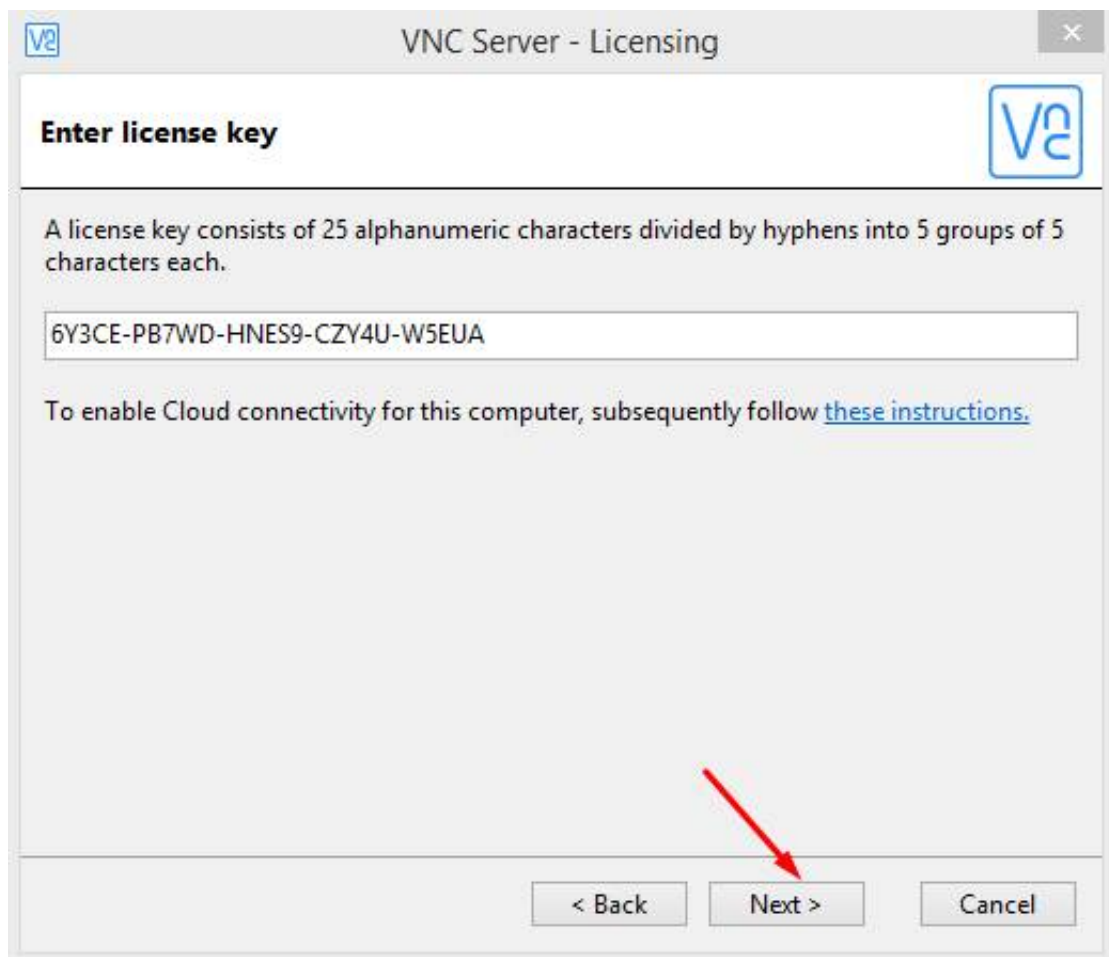 VNC Server - Licensing
Enter license key
A license key consists of 25 alphanumeric characters divided by hyphens into 5 groups of 5
characters each.
6Y3CE-PB7WD-HNES9-CZY4U-W5EUA
To enable Cloud connectivity for this computer, subsequently follow these instructions.
< Back
Next >
Cancel